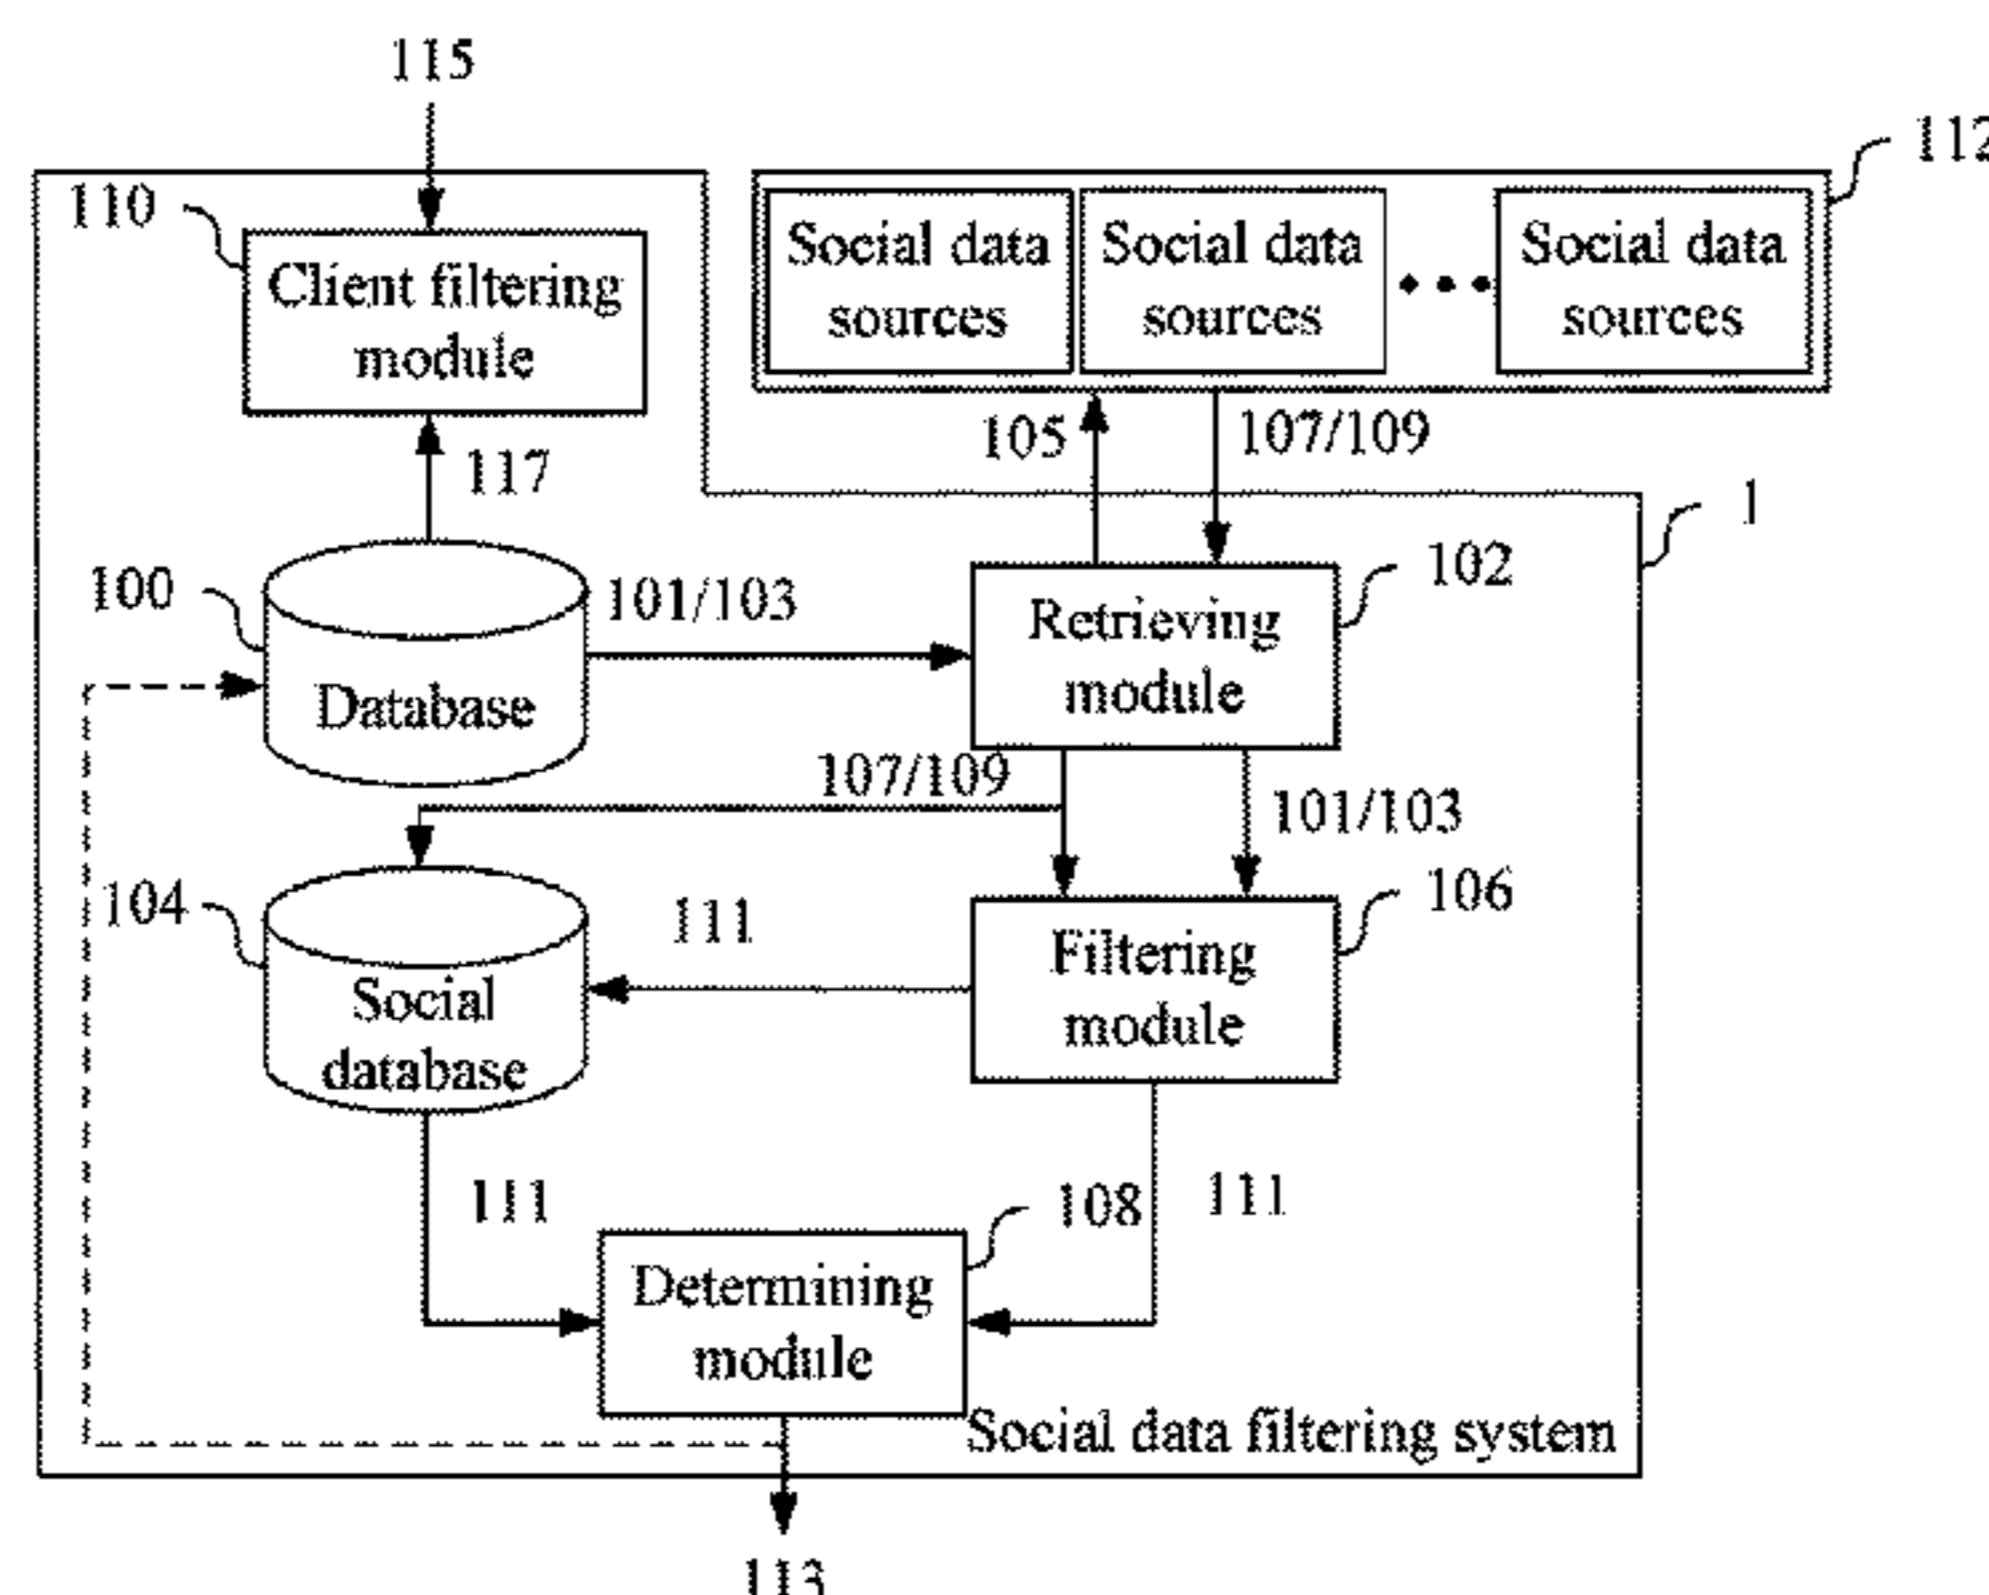 115
112
110
Client filtering
module
Social data
sources
Social data
sources
Social data
sources
105
107/109
117
1
100
101/103
102
Retrieving
module
Database
107/109
101/103
104
111
106
Filtering
module
Social
database
111
108
111
Determining
module
Social data filtering system
113